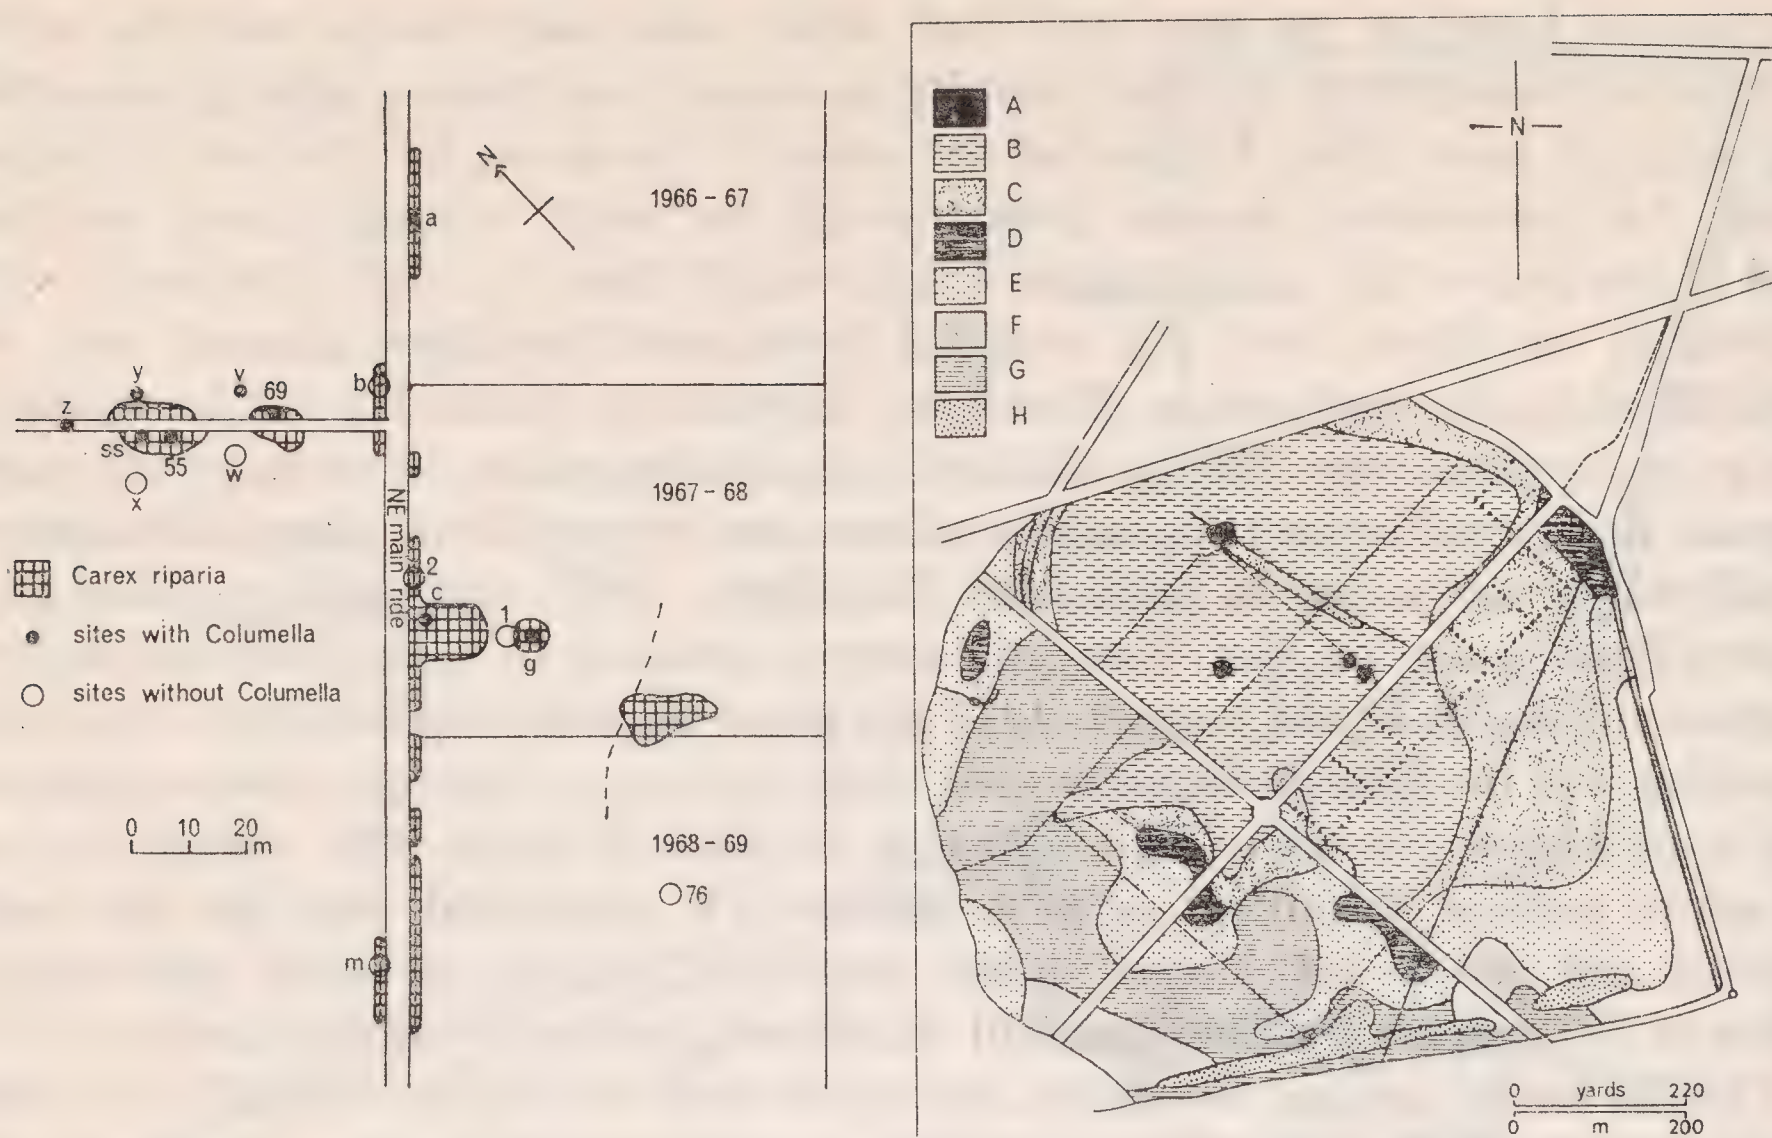 N
1966 - 67
a
b
y
v
69
z
ss
55
w
x
NE main ride
1967 - 68
2
c
1
g
Carex riparia
sites with Columella
sites without Columella
0 10 20
m
1968 - 69
76
m
A
B
C
D
E
F
G
H
N
0 yards 220
0 m 200